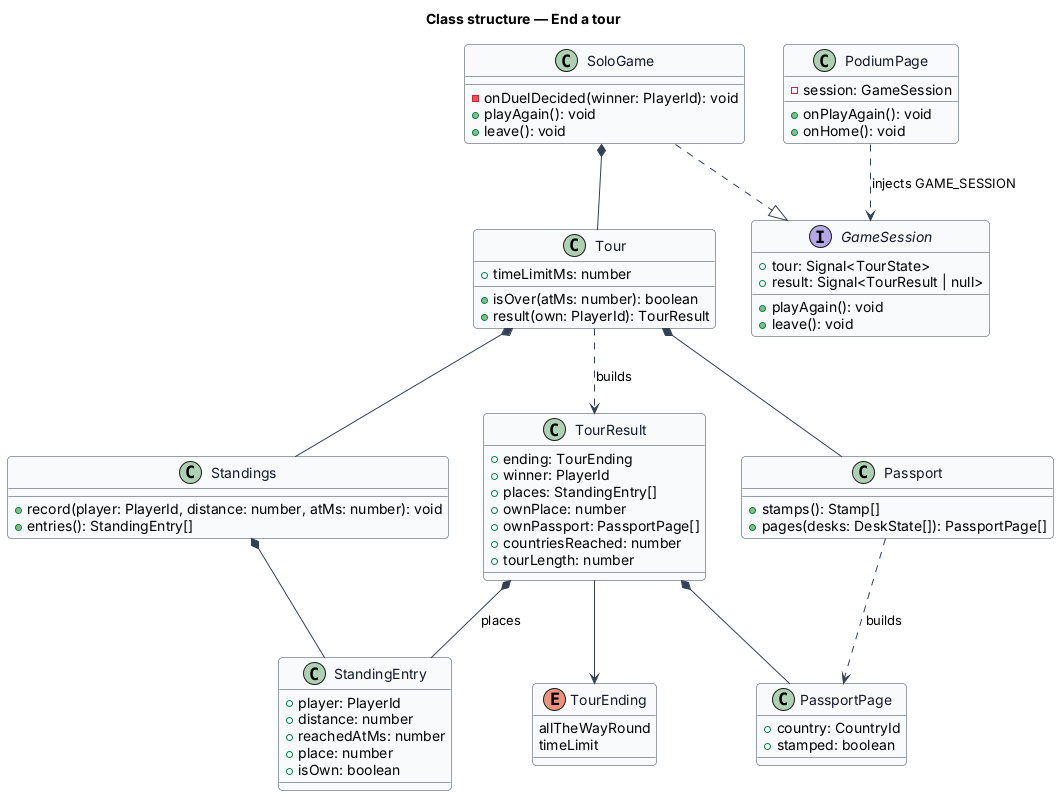 Class structure — End a tour
C SoloGame
onDuelDecided(winner: PlayerId): void
playAgain(): void
leave(): void
C PodiumPage
session: GameSession
onPlayAgain(): void
onHome(): void
injects GAME_SESSION
C Tour
timeLimitMs: number
isOver(atMs: number): boolean
result(own: PlayerId): TourResult
I GameSession
tour: Signal<TourState>
result: Signal<TourResult | null>
playAgain(): void
leave(): void
builds
C Standings
record(player: PlayerId, distance: number, atMs: number): void
entries(): StandingEntry[]
C TourResult
ending: TourEnding
winner: PlayerId
places: StandingEntry[]
ownPlace: number
ownPassport: PassportPage[]
countriesReached: number
tourLength: number
C Passport
stamps(): Stamp[]
pages(desks: DeskState[]): PassportPage[]
places
builds
C StandingEntry
player: PlayerId
distance: number
reachedAtMs: number
place: number
isOwn: boolean
E TourEnding
allTheWayRound
timeLimit
C PassportPage
country: CountryId
stamped: boolean